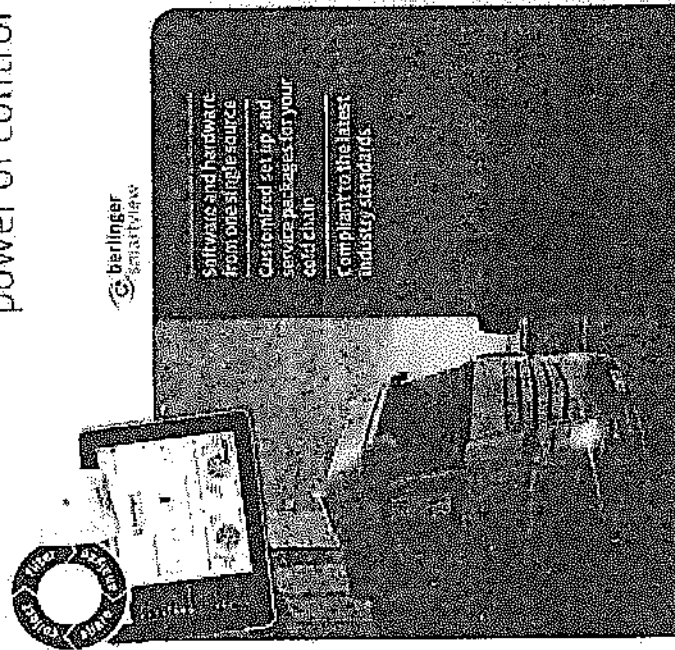 power of control
berlinger
smartview
Software and hardware
from one single source
Customized set up and
service packages for your
cold chain
Compliant to the latest
industry standards